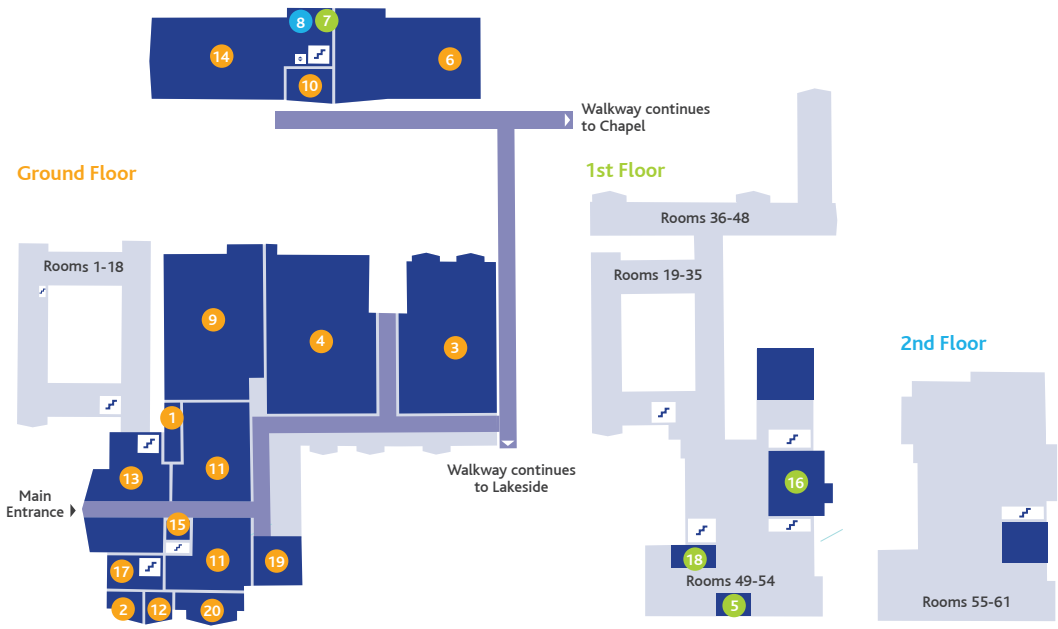 8
7
14
6
10
Walkway continues
to Chapel
Ground Floor
1st Floor
Rooms 36-48
Rooms 1-18
Rooms 19-35
9
4
3
2nd Floor
1
11
13
16
Walkway continues
to Lakeside
Main
Entrance
15
11
19
17
18
Rooms 49-54
2
12
20
5
Rooms 55-61